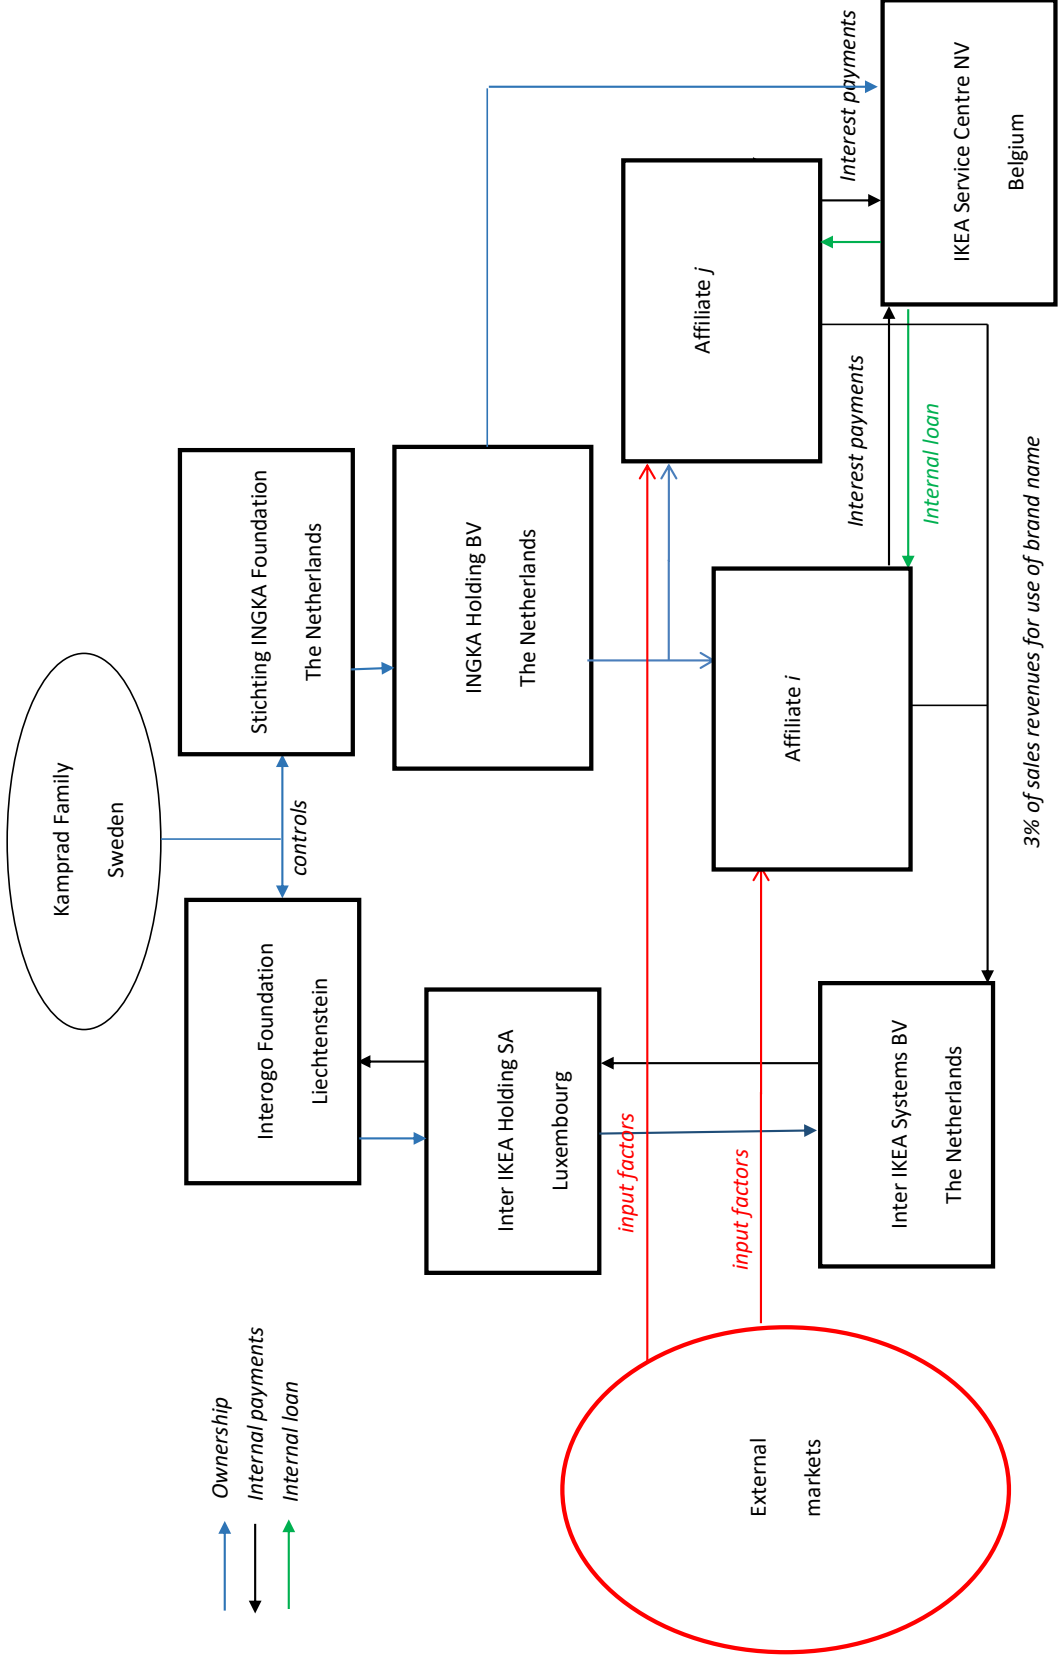 Kamprad Family
Sweden
Interogo Foundation
Liechtenstein
controls
Stichting INGKA Foundation
The Netherlands
Ownership
Internal payments
Internal loan
Inter IKEA Holding SA
Luxembourg
INGKA Holding BV
The Netherlands
input factors
input factors
Affiliate j
Affiliate i
External
markets
Inter IKEA Systems BV
The Netherlands
Interest payments
Interest payments
Internal loan
IKEA Service Centre NV
Belgium
3% of sales revenues for use of brand name